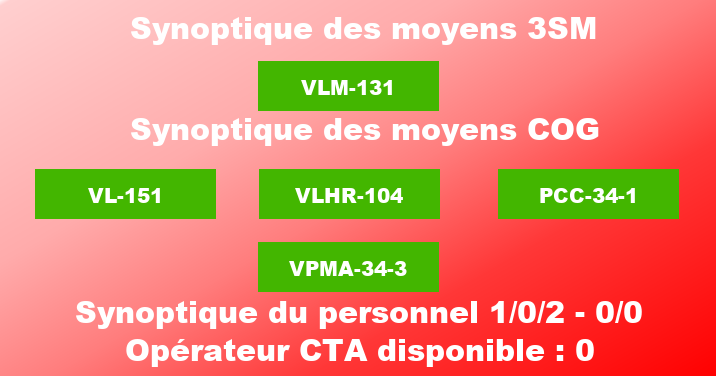 Synoptique des moyens 3SM
VLM-131
Synoptique des moyens COG
VL-151 VLHR-104 PCC-34-1
VPMA-34-3
Synoptique du personnel 1/0/2 - 0/0
Opérateur CTA disponible : 0